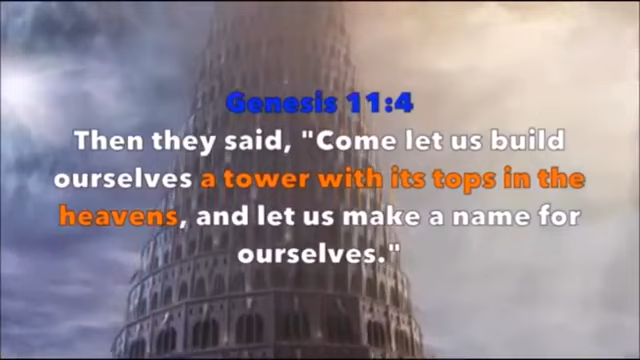 Genesis 11:4
Then they said, "Come let us build
ourselves a tower with its tops in the
heavens, and let us make a name for
ourselves."